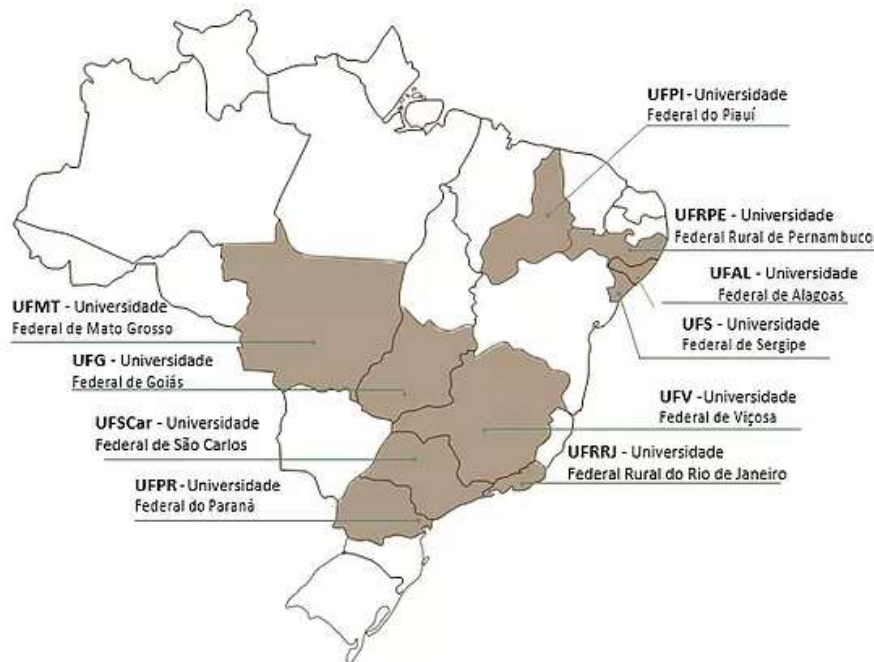 UFPI - Universidade
Federal do Piauí
UFRPE - Universidade
Federal Rural de Pernambuco
UFAL - Universidade
Federal de Alagoas
UFMT - Universidade
Federal de Mato Grosso
UFS - Universidade
Federal de Sergipe
UFG - Universidade
Federal de Goiás
UFV - Universidade
Federal de Viçosa
UFSCar - Universidade
Federal de São Carlos
UFRRJ - Universidade
Federal Rural do Rio de Janeiro
UFPR - Universidade
Federal do Paraná